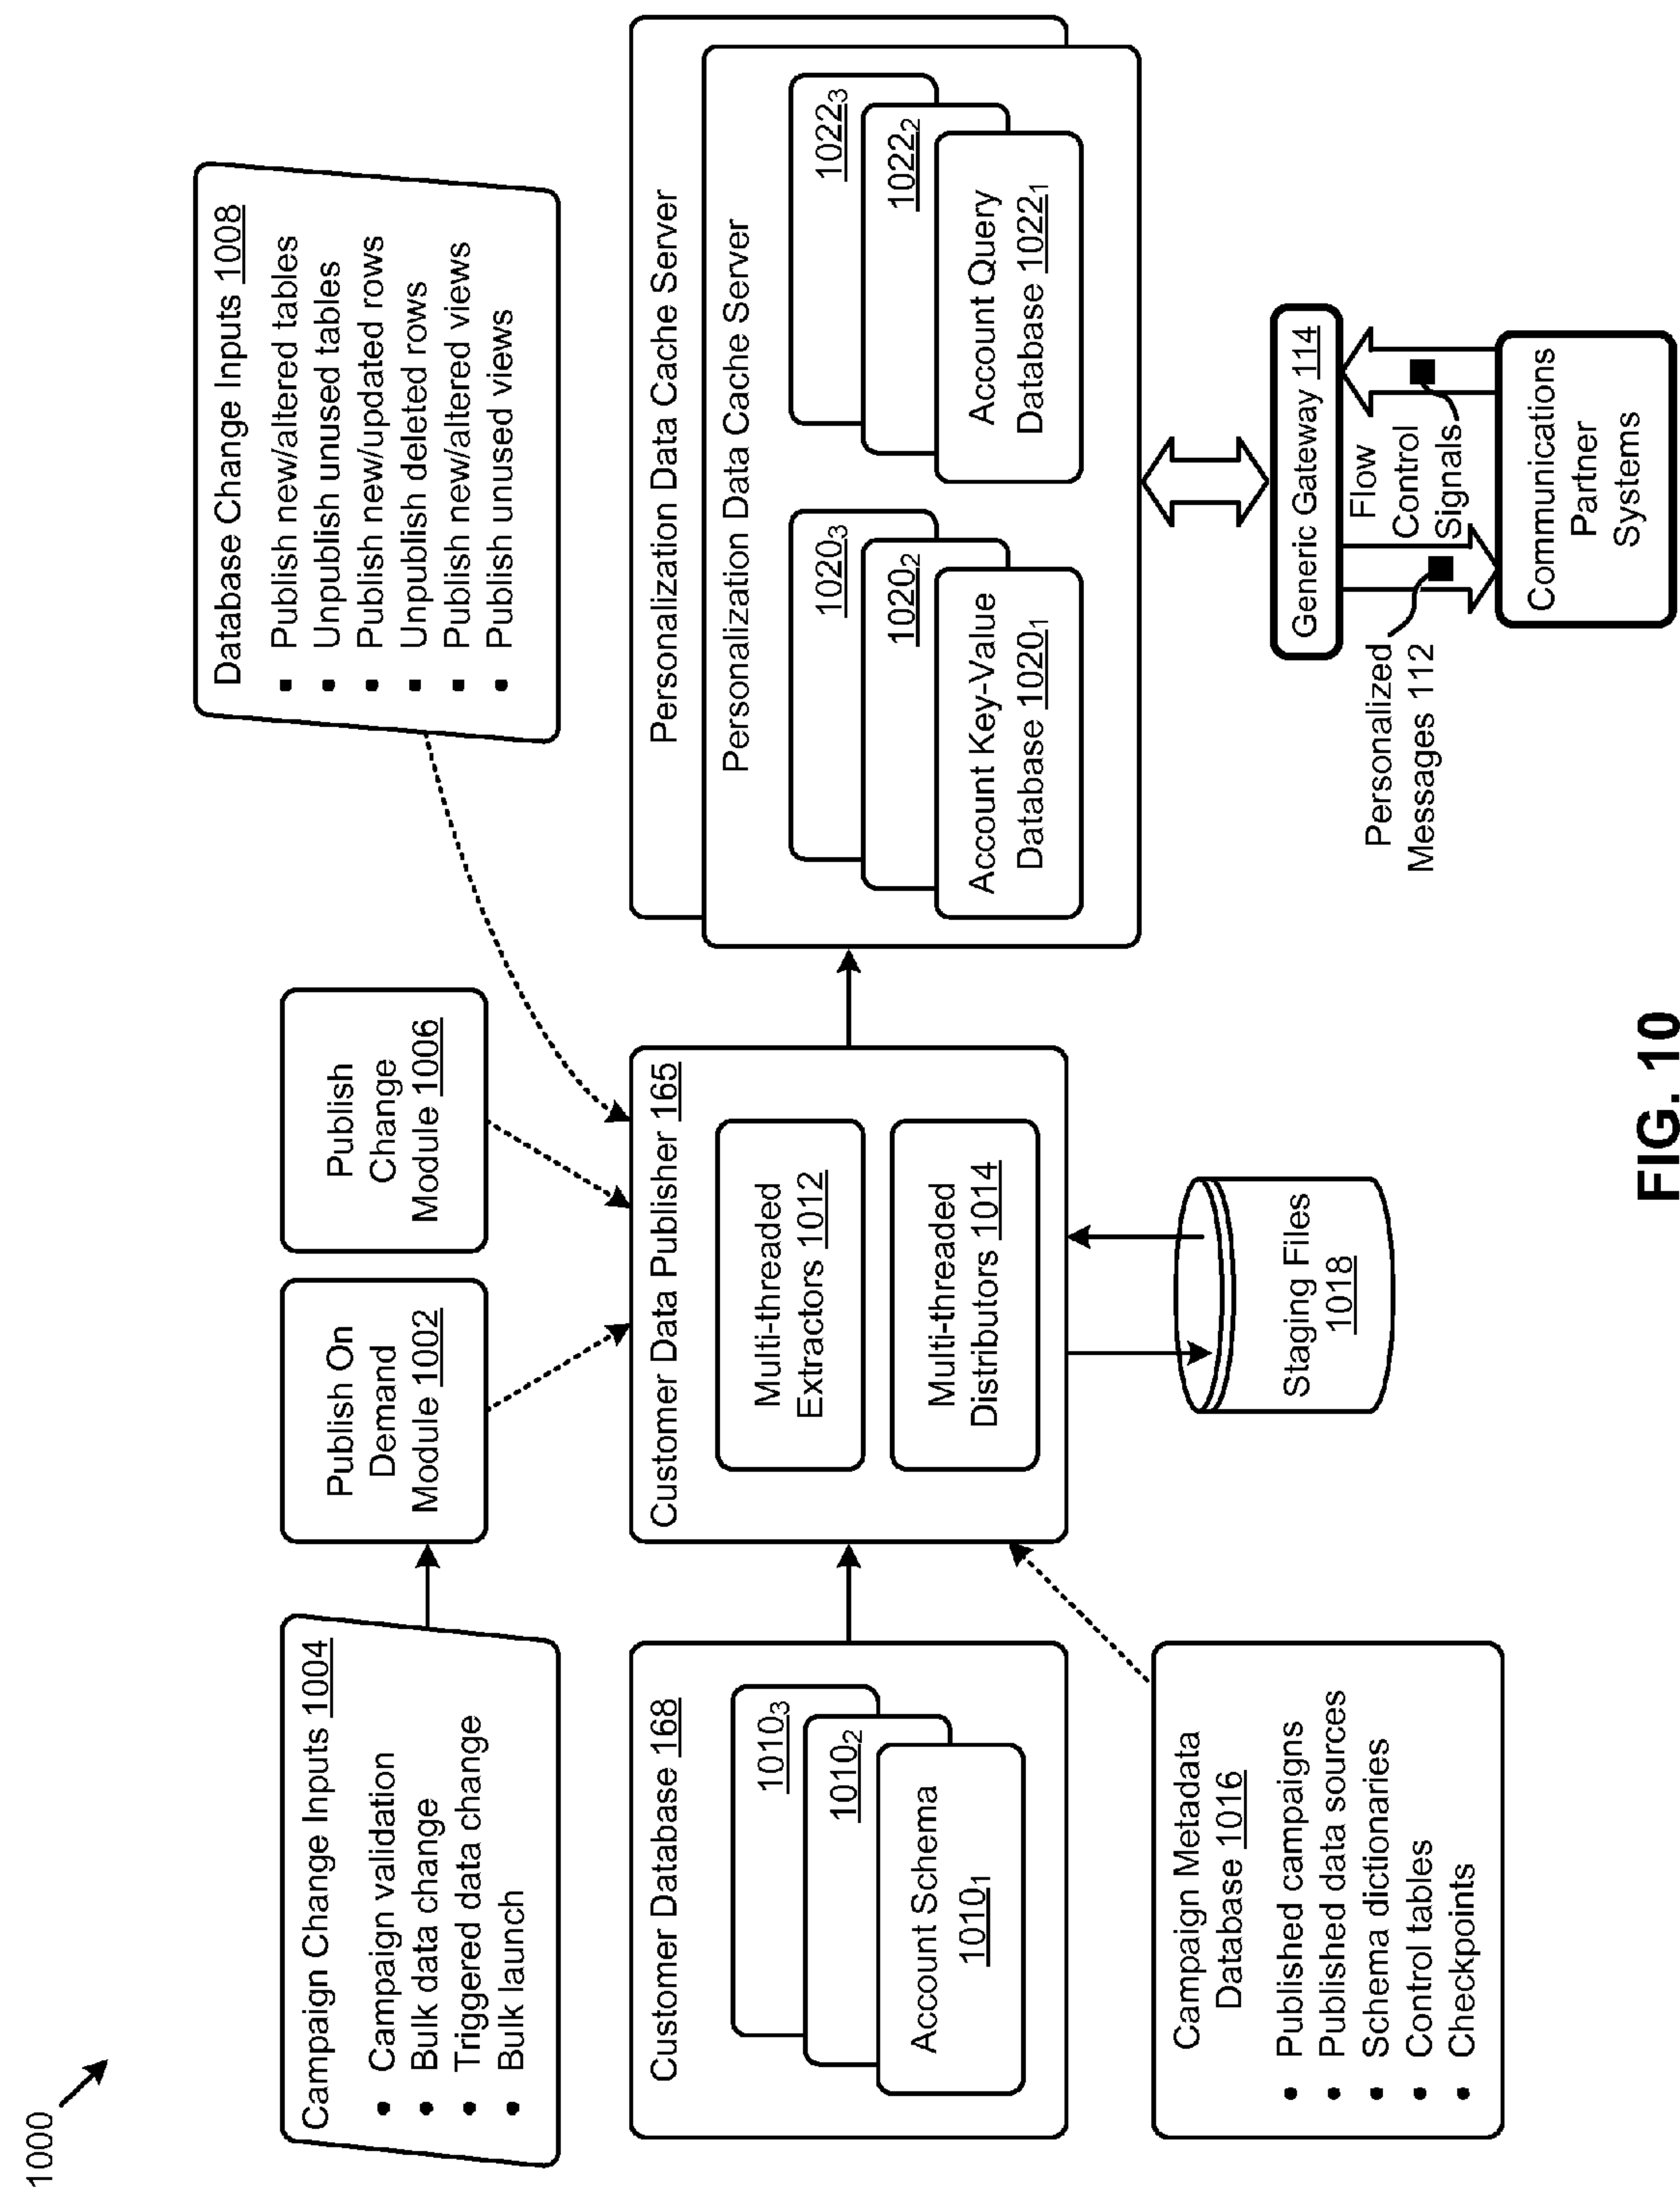 1000
Campaign Change Inputs 1004
• Campaign validation
• Bulk data change
• Triggered data change
• Bulk launch
Publish On
Demand
Module 1002
Publish
Change
Module 1006
Database Change Inputs 1008
▪ Publish new/altered tables
▪ Unpublish unused tables
▪ Publish new/updated rows
▪ Unpublish deleted rows
▪ Publish new/altered views
▪ Publish unused views
Customer Database 168
1010₃
1010₂
Account Schema
1010₁
Customer Data Publisher 165
Multi-threaded
Extractors 1012
Multi-threaded
Distributors 1014
Personalization Data Cache Server
Personalization Data Cache Server
1020₃
1020₂
Account Key-Value
Database 1020₁
1022₃
1022₂
Account Query
Database 1022₁
Campaign Metadata
Database 1016
• Published campaigns
• Published data sources
• Schema dictionaries
• Control tables
• Checkpoints
Staging Files
1018
Generic Gateway 114
Personalized
Messages 112
Flow
Control
Signals
Communications
Partner
Systems
FIG. 10